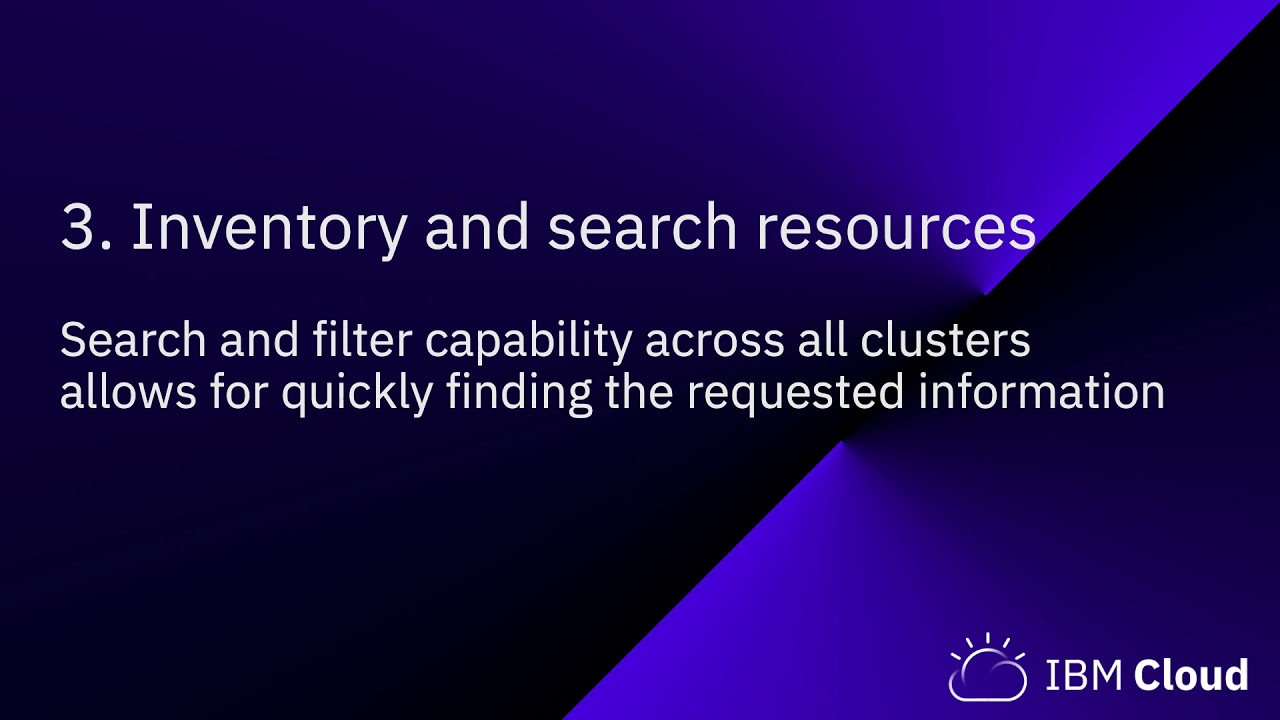 3. Inventory and search resources
Search and filter capability across all clusters
allows for quickly finding the requested information
IBM Cloud